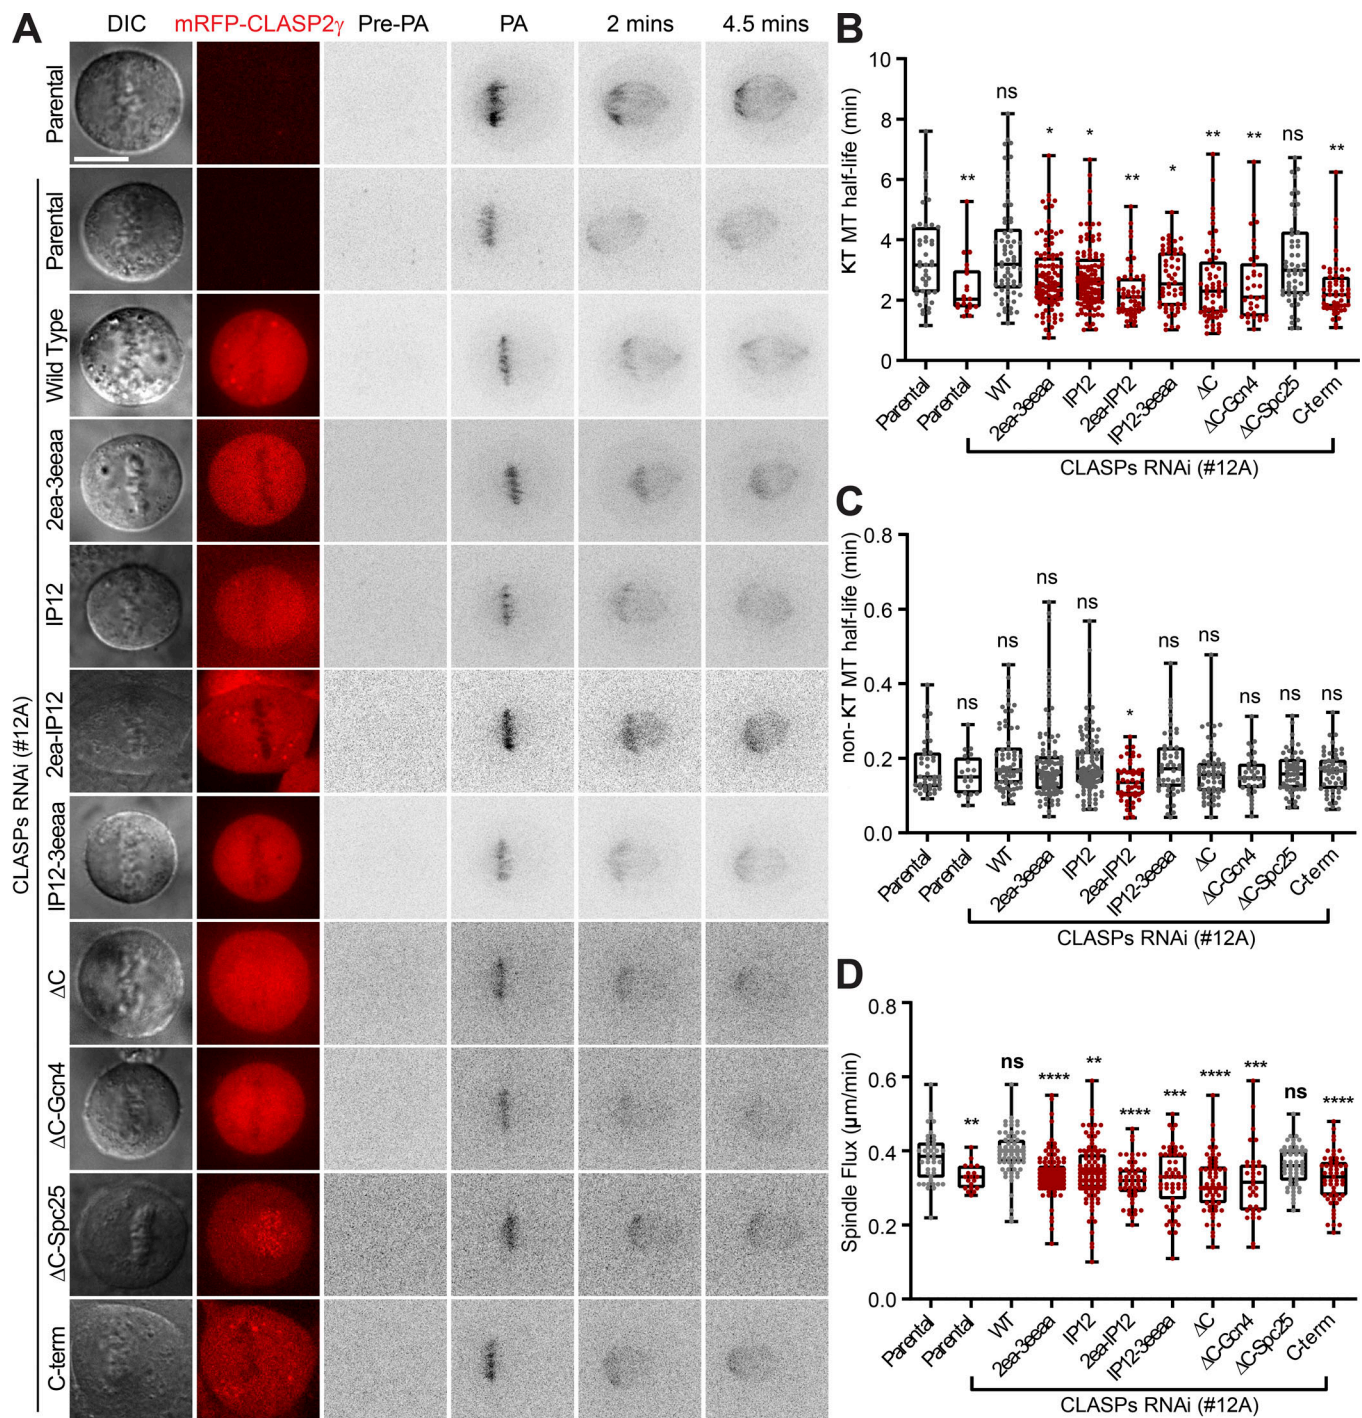 A
DIC mRFP-CLASP2γ Pre-PA PA 2 mins 4.5 mins
Parental
CLASPs RNAi (#12A)
Parental
Wild Type
2ea-3eeaa
IP12
2ea-IP12
IP12-3eeaa
ΔC
ΔC-Gcn4
ΔC-Spc25
C-term
B
KT MT half-life (min)
10
8
6
4
2
0
ns
*
*
**
**
ns
**
**
*
**
Parental Parental WT 2ea-3eeaa IP12 2ea-IP12 IP12-3eeaa ΔC ΔC-Gcn4 ΔC-Spc25 C-term
CLASPs RNAi (#12A)
C
non- KT MT half-life (min)
0.8
0.6
0.4
0.2
0.0
ns ns ns ns * ns ns ns ns ns
Parental Parental WT 2ea-3eeaa IP12 2ea-IP12 IP12-3eeaa ΔC ΔC-Gcn4 ΔC-Spc25 C-term
CLASPs RNAi (#12A)
D
Spindle Flux (μm/min)
0.8
0.6
0.4
0.2
0.0
** ns **** ** **** *** **** *** ns ****
Parental Parental WT 2ea-3eeaa IP12 2ea-IP12 IP12-3eeaa ΔC ΔC-Gcn4 ΔC-Spc25 C-term
CLASPs RNAi (#12A)